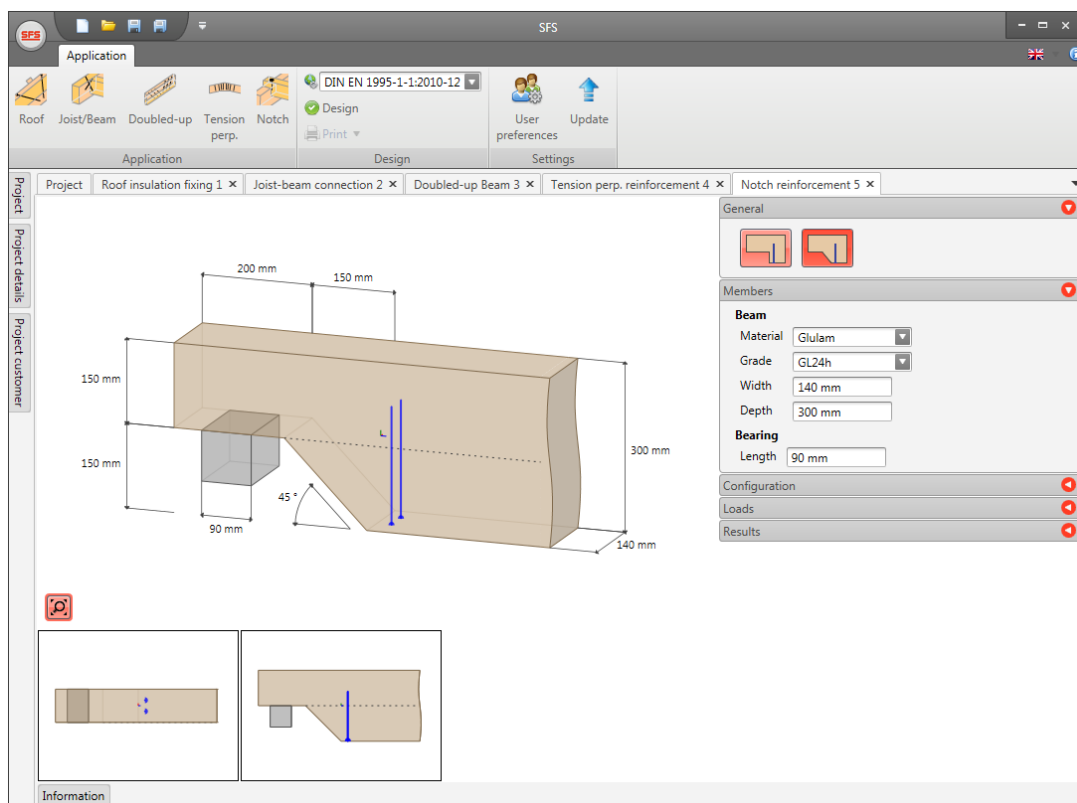 SFS
SFS
Application
Roof
Joist/Beam
Doubled-up
Tension perp.
Notch
DIN EN 1995-1-1:2010-12
Design
Print
User preferences
Update
Application
Design
Settings
Project
Project details
Project customer
Project
Roof insulation fixing 1
Joist-beam connection 2
Doubled-up Beam 3
Tension perp. reinforcement 4
Notch reinforcement 5
200 mm
150 mm
150 mm
150 mm
300 mm
45 °
90 mm
140 mm
General
Members
Beam
Material Glulam
Grade GL24h
Width 140 mm
Depth 300 mm
Bearing
Length 90 mm
Configuration
Loads
Results
Information